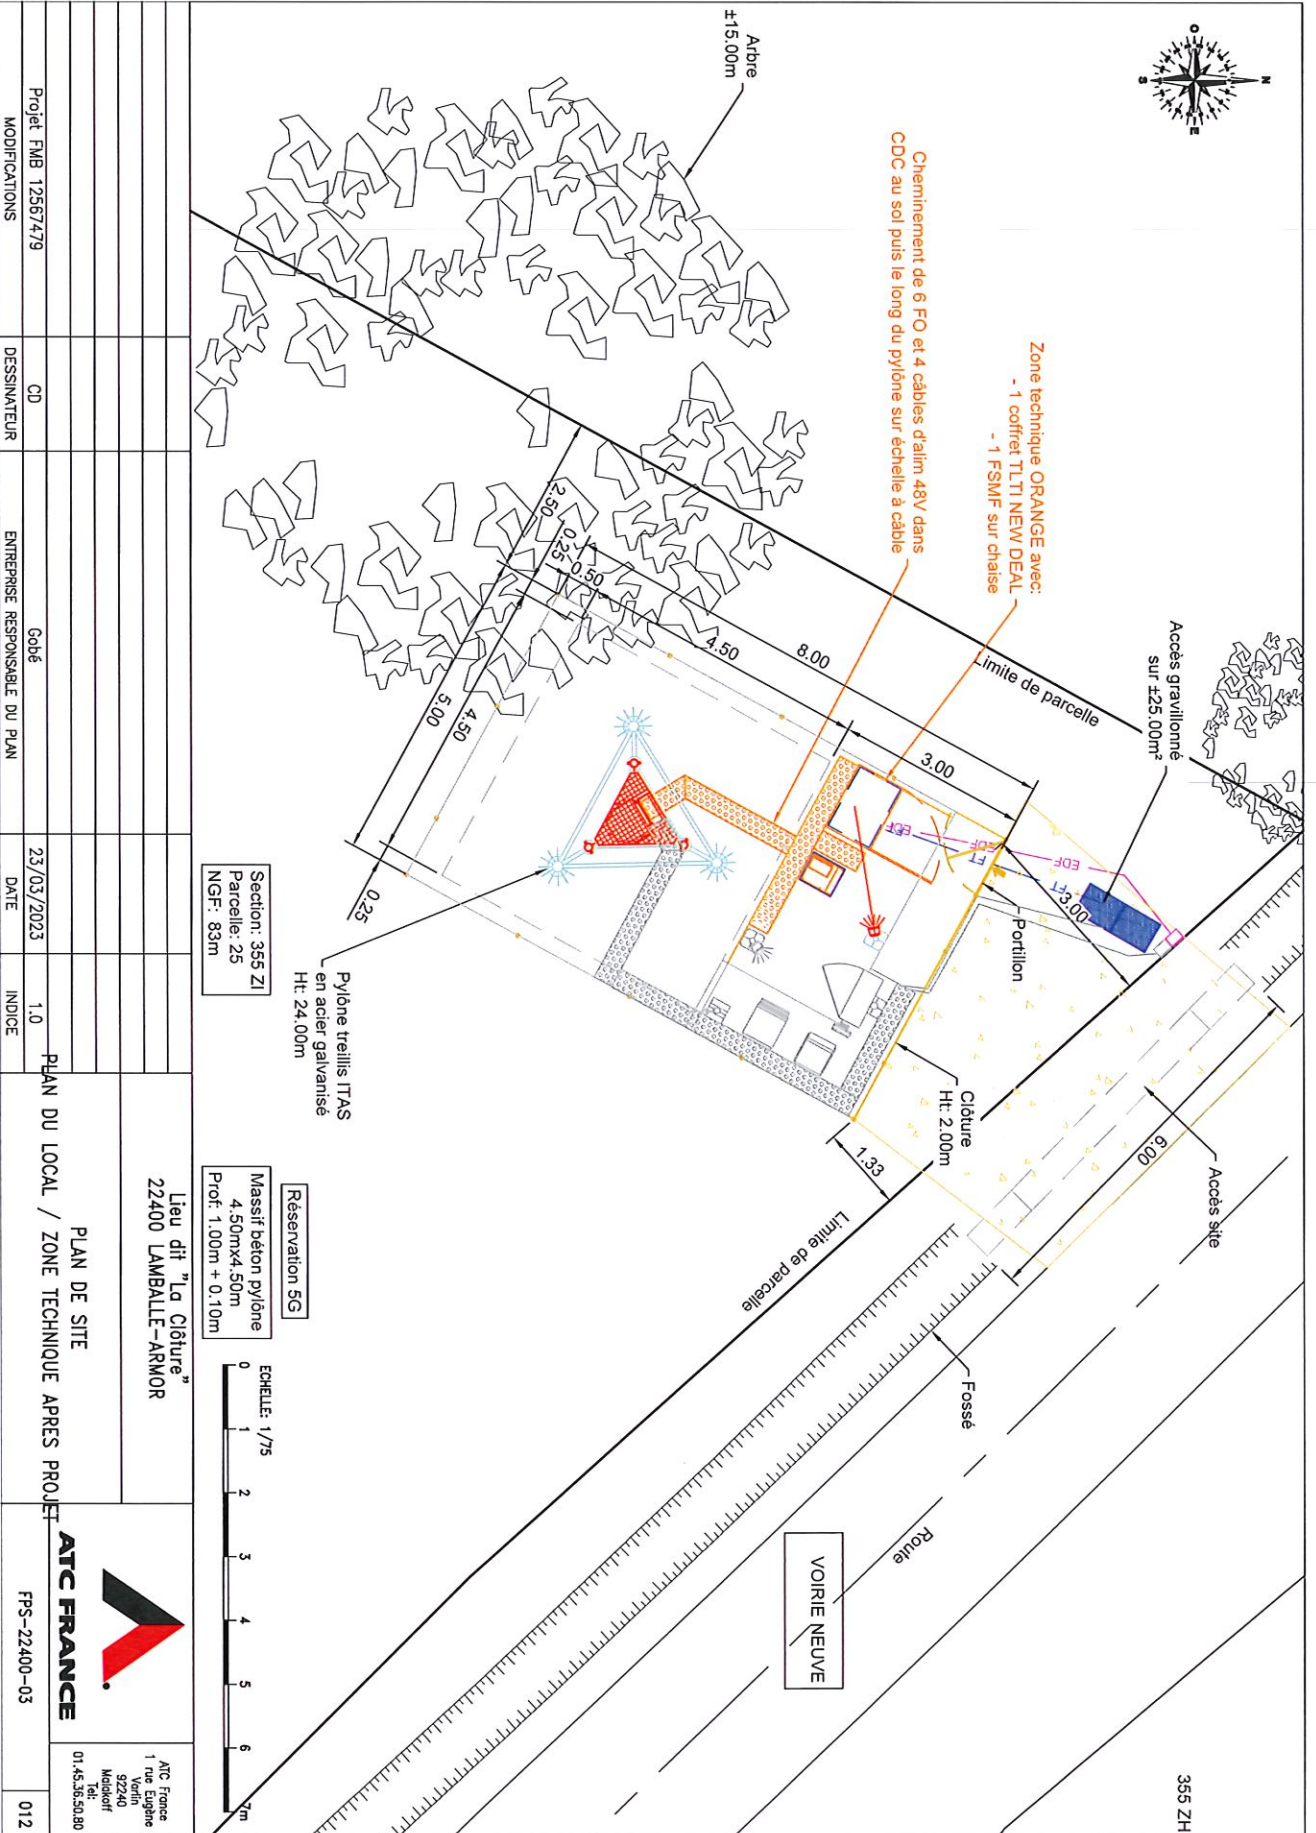 N
O
E
S
Arbre
±15.00m
Cheminement de 6 FO et 4 câbles d'alim 48V dans
CDC au sol puis le long du pylône sur échelle à câble
Zone technique ORANGE avec:
- 1 coffret TLTI NEW DEAL
- 1 FSMF sur chaise
Accès gravillonné
sur ±25.00m²
Limite de parcelle
2.50
0.25
0.50
4.50
8.00
3.00
4.50
5.00
0.25
EDF
EDF
EDF
FT
FT
FT
3.00
Portillon
Clôture
Ht: 2.00m
1.33
6.00
Accès site
Limite de parcelle
Fossé
Route
VOIRIE NEUVE
355 ZH
Pylône treillis ITAS
en acier galvanisé
Ht: 24.00m
Section: 355 ZI
Parcelle: 25
NGF: 83m
Réservation 5G
Massif béton pylône
4.50mx4.50m
Prof: 1.00m + 0.10m
ECHELLE: 1/75
0 1 2 3 4 5 6 7m
Projet FMB 12567479
CD
Gobé
23/03/2023
1.0
MODIFICATIONS
DESSINATEUR
ENTREPRISE RESPONSABLE DU PLAN
DATE
INDICE
Lieu dit "La Clôture"
22400 LAMBALLE-ARMOR
PLAN DE SITE
PLAN DU LOCAL / ZONE TECHNIQUE APRES PROJET
ATC FRANCE
ATC France
1 rue Eugène
Varlin
92240
Malakoff
Tel:
01.45.36.50.80
FPS-22400-03
012